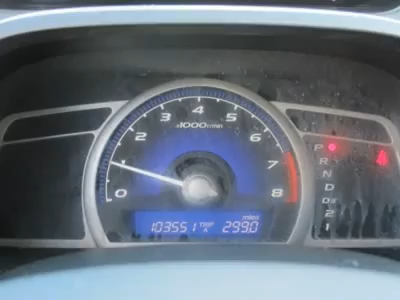 4
3 5
x1000r/min
2 6
1 7
0 8
P
R
N
D
D3
2
1
miles
103551 TRIP A 299.0